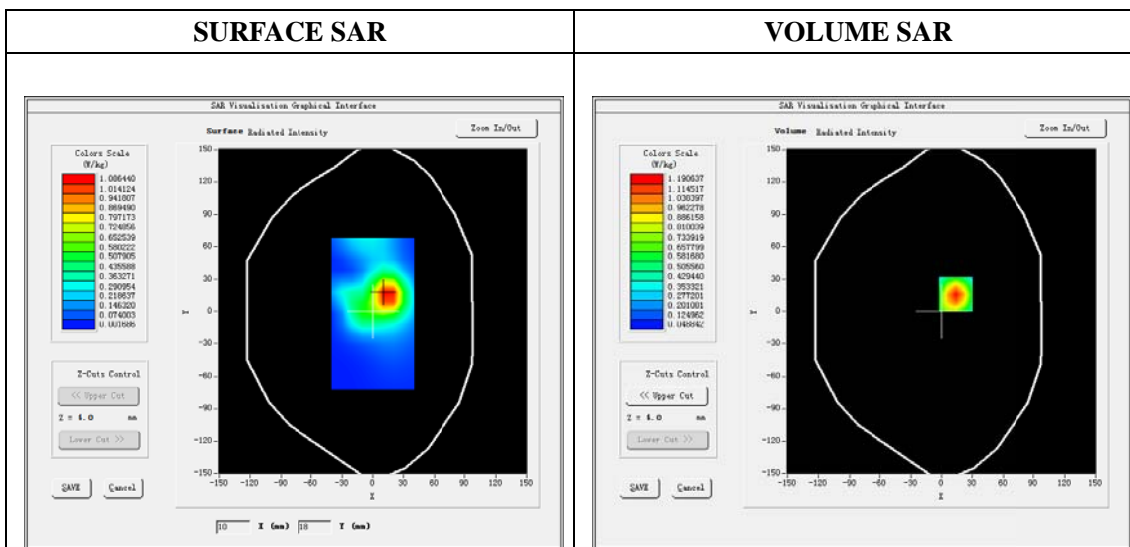 SURFACE SAR
VOLUME SAR
SAR Visualisation Graphical Interface
Surface Radiated Intensity
Zoom In/Out
Colors Scale
(W/kg)
1.086440
1.014124
0.941807
0.869490
0.797173
0.724856
0.652539
0.580222
0.507905
0.435588
0.363271
0.290954
0.218637
0.146320
0.074003
0.001686
150
120
90
60
30
0
-30
-60
-90
-120
-150
Y
-150 -120 -90 -60 -30 0 30 60 90 120 150
X
Z-Cuts Control
<< Upper Cut
Z = 4.0 mm
Lower Cut >>
SAVE Cancel
10 X (mm) 18 Y (mm)
SAR Visualisation Graphical Interface
Volume Radiated Intensity
Zoom In/Out
Colors Scale
(W/kg)
1.190637
1.114517
1.038397
0.962278
0.886158
0.810039
0.733919
0.657799
0.581680
0.505560
0.429440
0.353321
0.277201
0.201081
0.124962
0.048842
150
120
90
60
30
0
-30
-60
-90
-120
-150
Y
-150 -120 -90 -60 -30 0 30 60 90 120 150
X
Z-Cuts Control
<< Upper Cut
Z = 4.0 mm
Lower Cut >>
SAVE Cancel